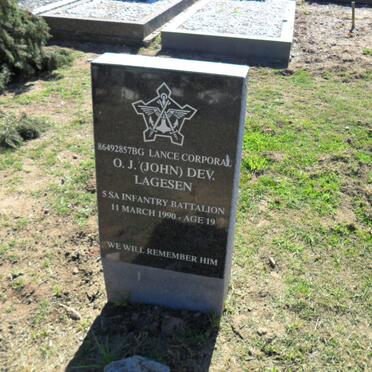 86492857BG LANCE CORPORAL
O. J. (JOHN) DEV.
LAGESEN
5 SA INFANTRY BATTALION
11 MARCH 1990 - AGE 19
WE WILL REMEMBER HIM